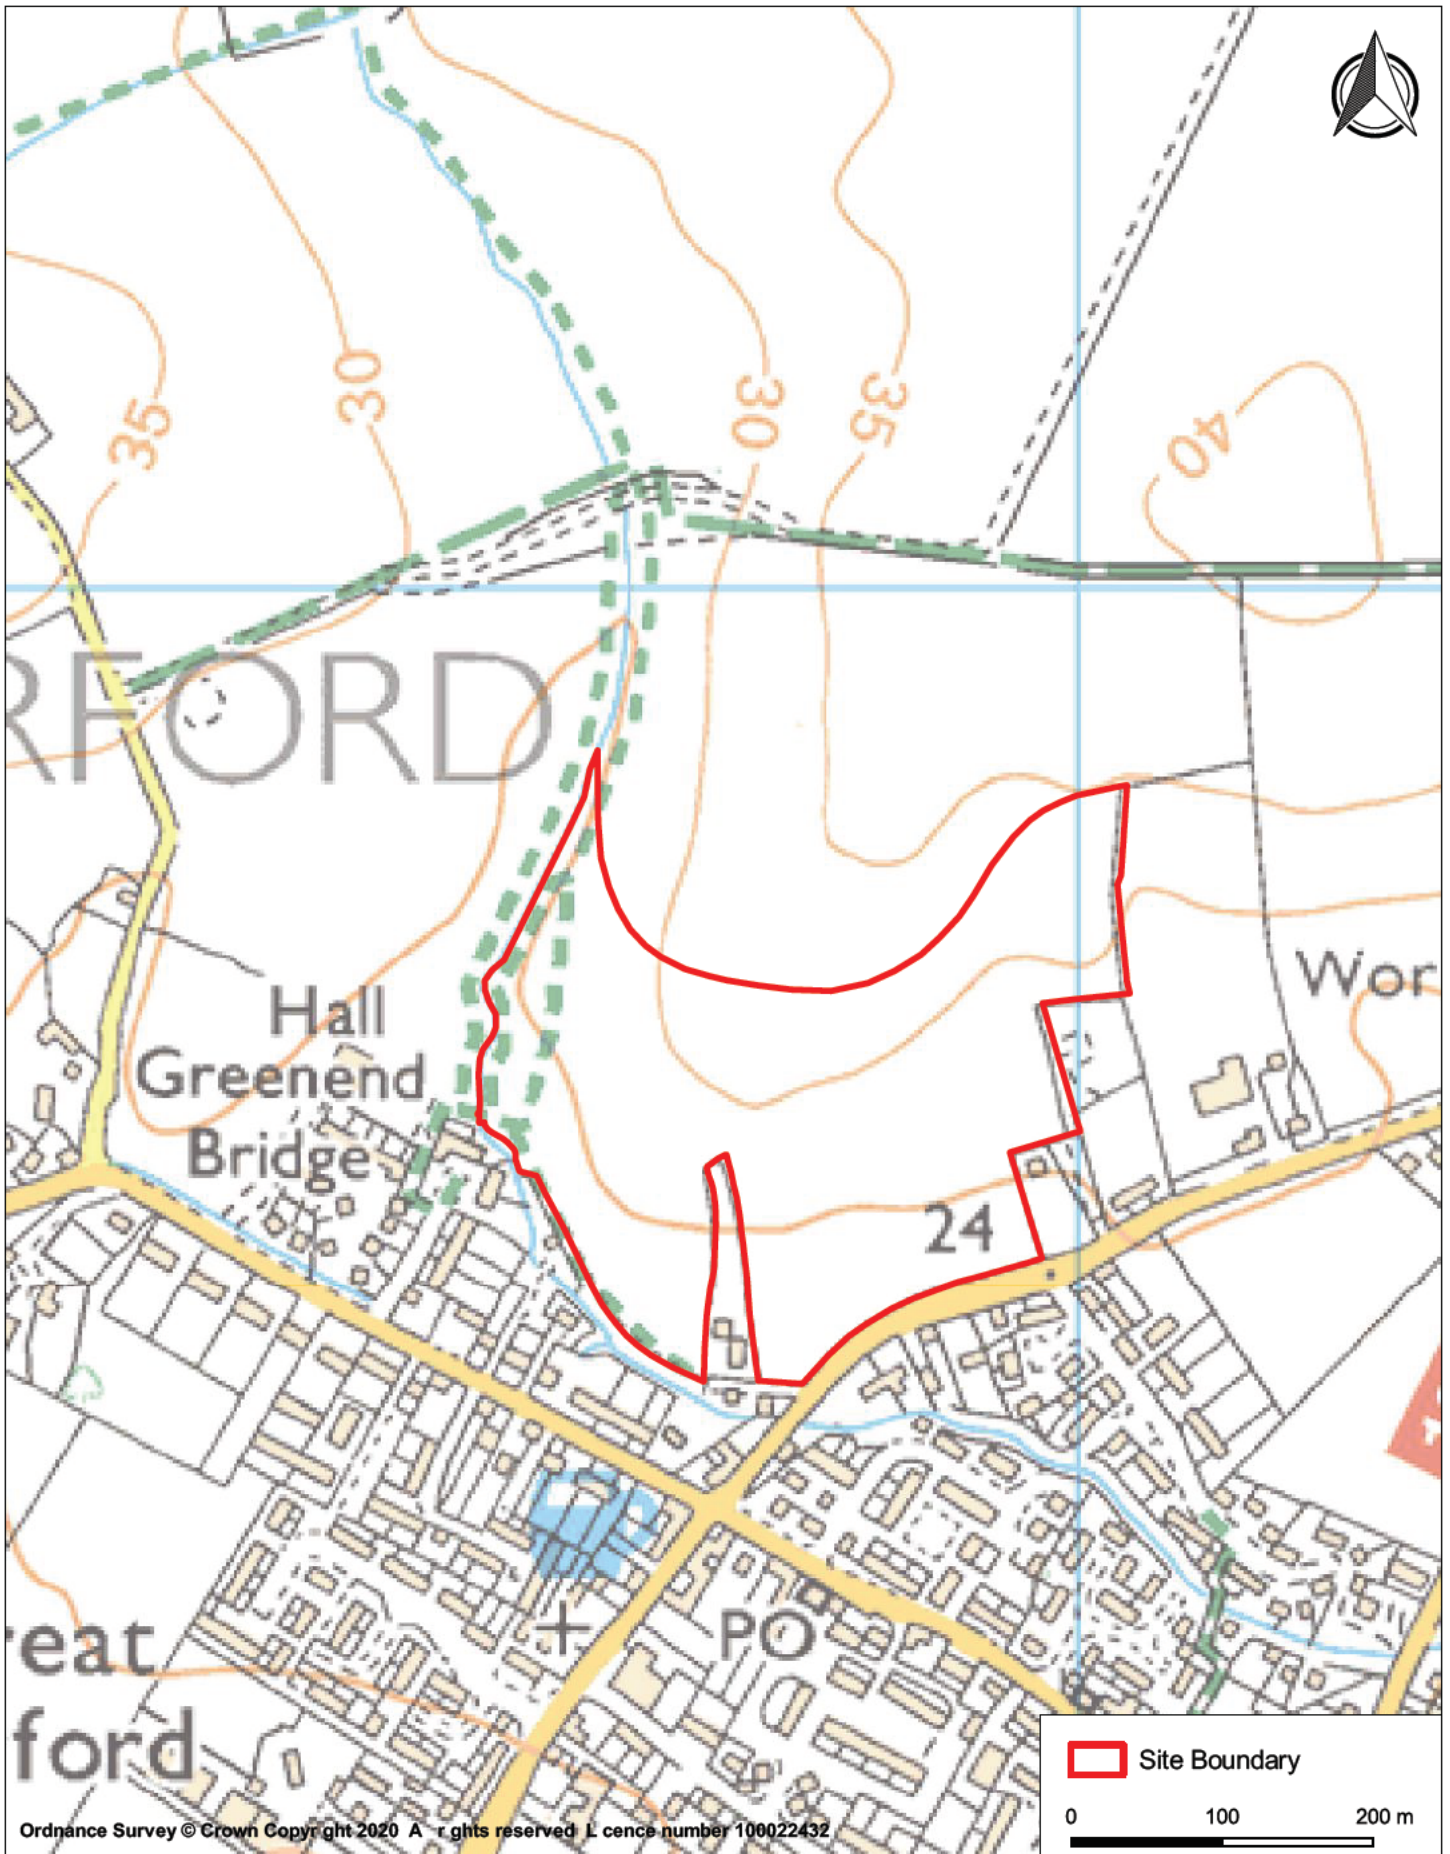 30
35
30
35
40
RFORD
Wor
Hall
Greenend
Bridge
24
PO
reat
ford
Site Boundary
0 100 200 m
Ordnance Survey © Crown Copyr ght 2020 A r ghts reserved L cence number 100022432